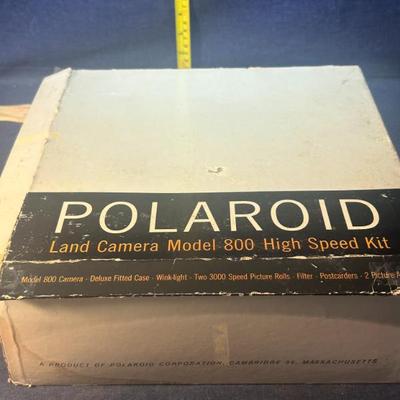 POLAROID
Land Camera Model 800 High Speed Kit
Model 800 Camera · Deluxe Fitted Case · Wink-light · Two 3000 Speed Picture Rolls · Filter · Postcarders · 2 Picture A
A PRODUCT OF POLAROID CORPORATION, CAMBRIDGE 39, MASSACHUSETTS